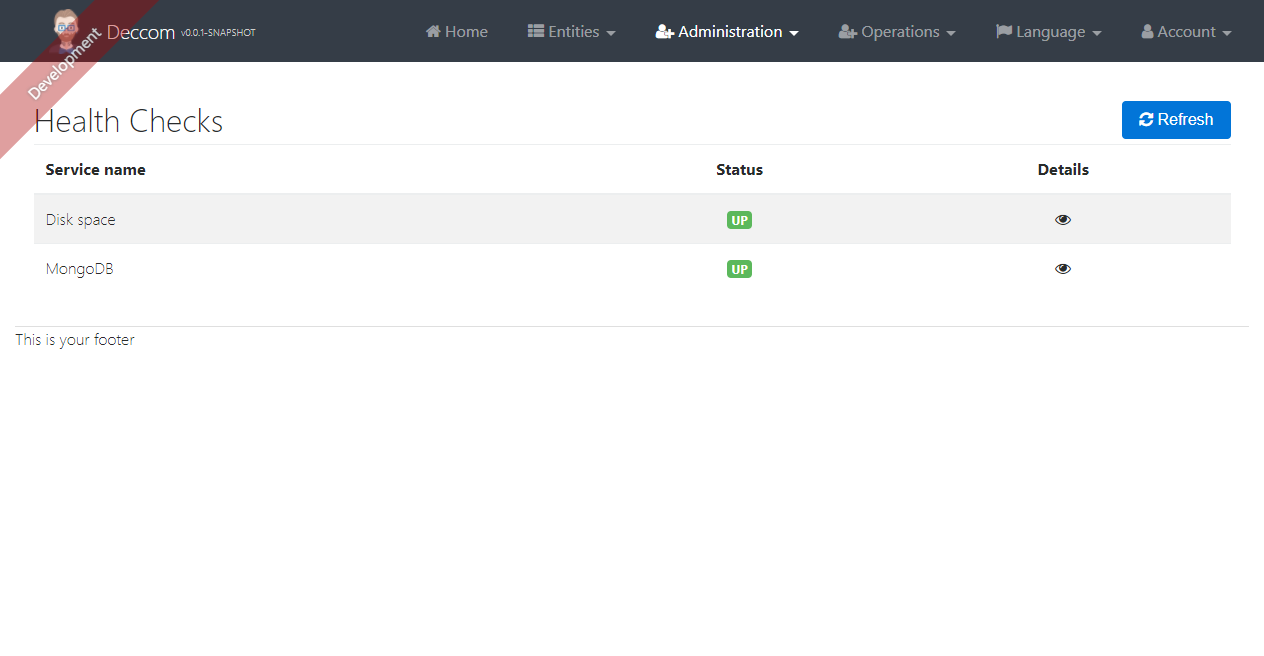 Development
Deccom v0.0.1-SNAPSHOT Home Entities Administration Operations Language Account
Health Checks Refresh
Service name Status Details
Disk space UP
MongoDB UP
This is your footer